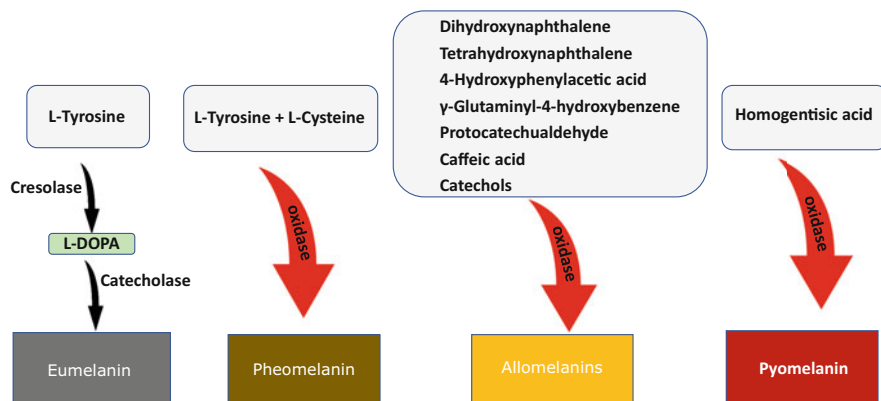 Dihydroxynaphthalene
Tetrahydroxynaphthalene
4-Hydroxyphenylacetic acid
γ-Glutaminyl-4-hydroxybenzene
Protocatechualdehyde
Caffeic acid
Catechols
L-Tyrosine
L-Tyrosine + L-Cysteine
Homogentisic acid
Cresolase
L-DOPA
Catecholase
oxidase
oxidase
oxidase
Eumelanin
Pheomelanin
Allomelanins
Pyomelanin